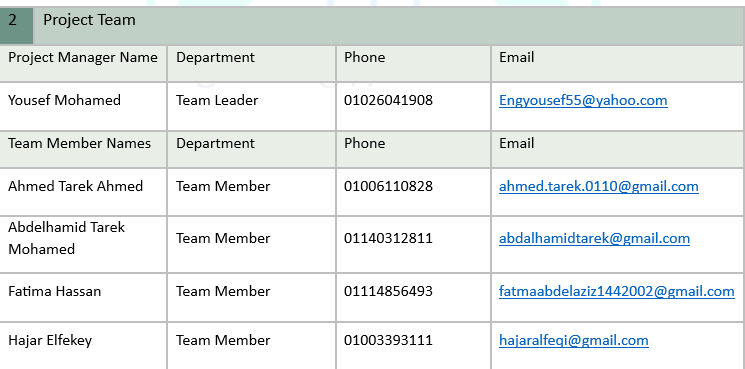 2 Project Team
Project Manager Name Department Phone Email
Yousef Mohamed Team Leader 01026041908 Engyousef55@yahoo.com
Team Member Names Department Phone Email
Ahmed Tarek Ahmed Team Member 01006110828 ahmed.tarek.0110@gmail.com
Abdelhamid Tarek
Mohamed Team Member 01140312811 abdalhamidtarek@gmail.com
Fatima Hassan Team Member 01114856493 fatmaabdelaziz1442002@gmail.com
Hajar Elfekey Team Member 01003393111 hajaralfeqi@gmail.com